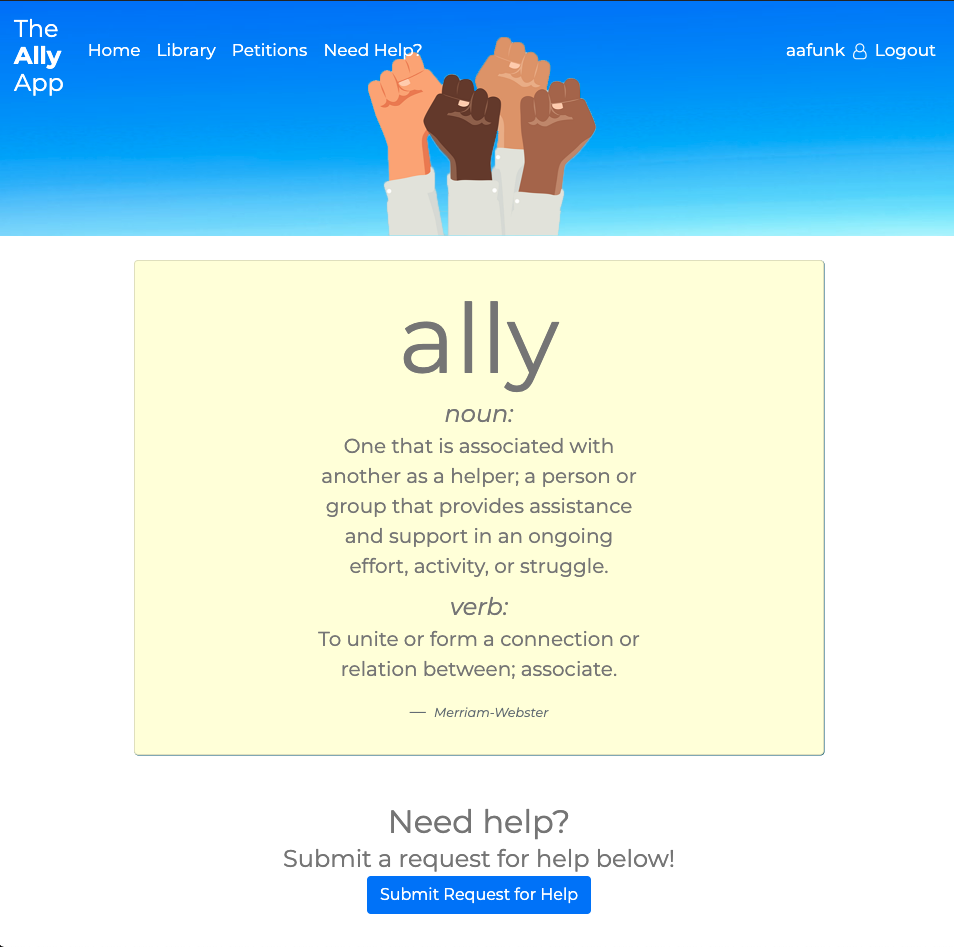 The
Ally
App
Home Library Petitions Need Help?
aafunk Logout
ally
noun:
One that is associated with
another as a helper; a person or
group that provides assistance
and support in an ongoing
effort, activity, or struggle.
verb:
To unite or form a connection or
relation between; associate.
— Merriam-Webster
Need help?
Submit a request for help below!
Submit Request for Help